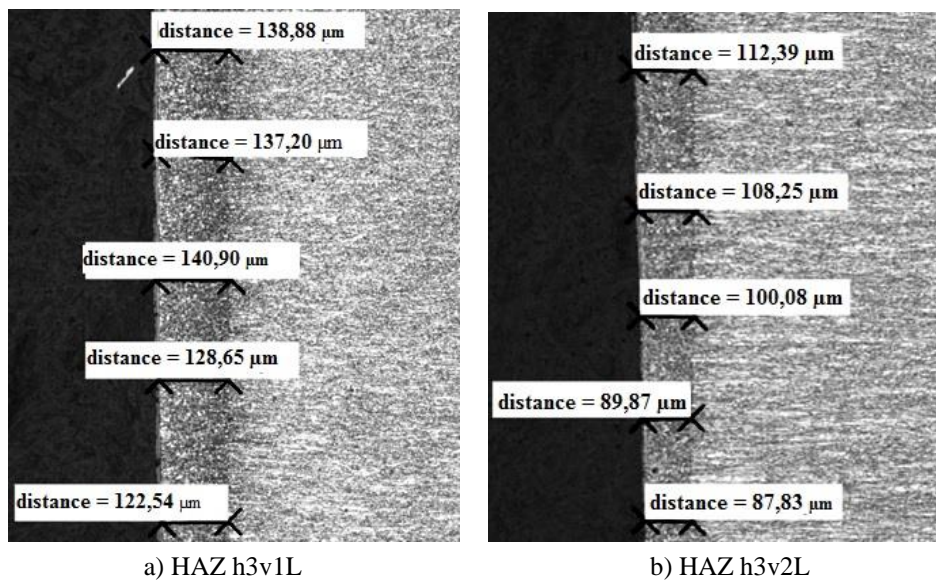 distance = 138,88 µm
distance = 137,20 µm
distance = 140,90 µm
distance = 128,65 µm
distance = 122,54 µm
a) HAZ h3v1L
distance = 112,39 µm
distance = 108,25 µm
distance = 100,08 µm
distance = 89,87 µm
distance = 87,83 µm
b) HAZ h3v2L